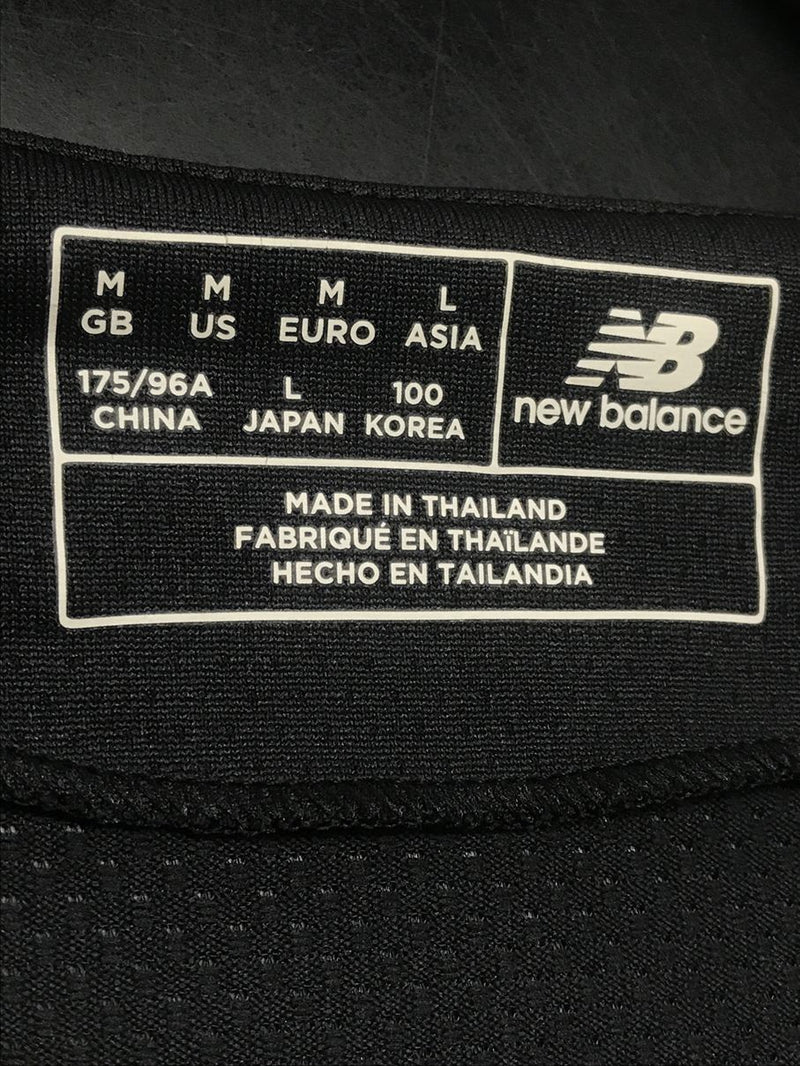 M M M L
GB US EURO ASIA
175/96A L 100
CHINA JAPAN KOREA
NB
new balance
MADE IN THAILAND
FABRIQUÉ EN THAÏLANDE
HECHO EN TAILANDIA